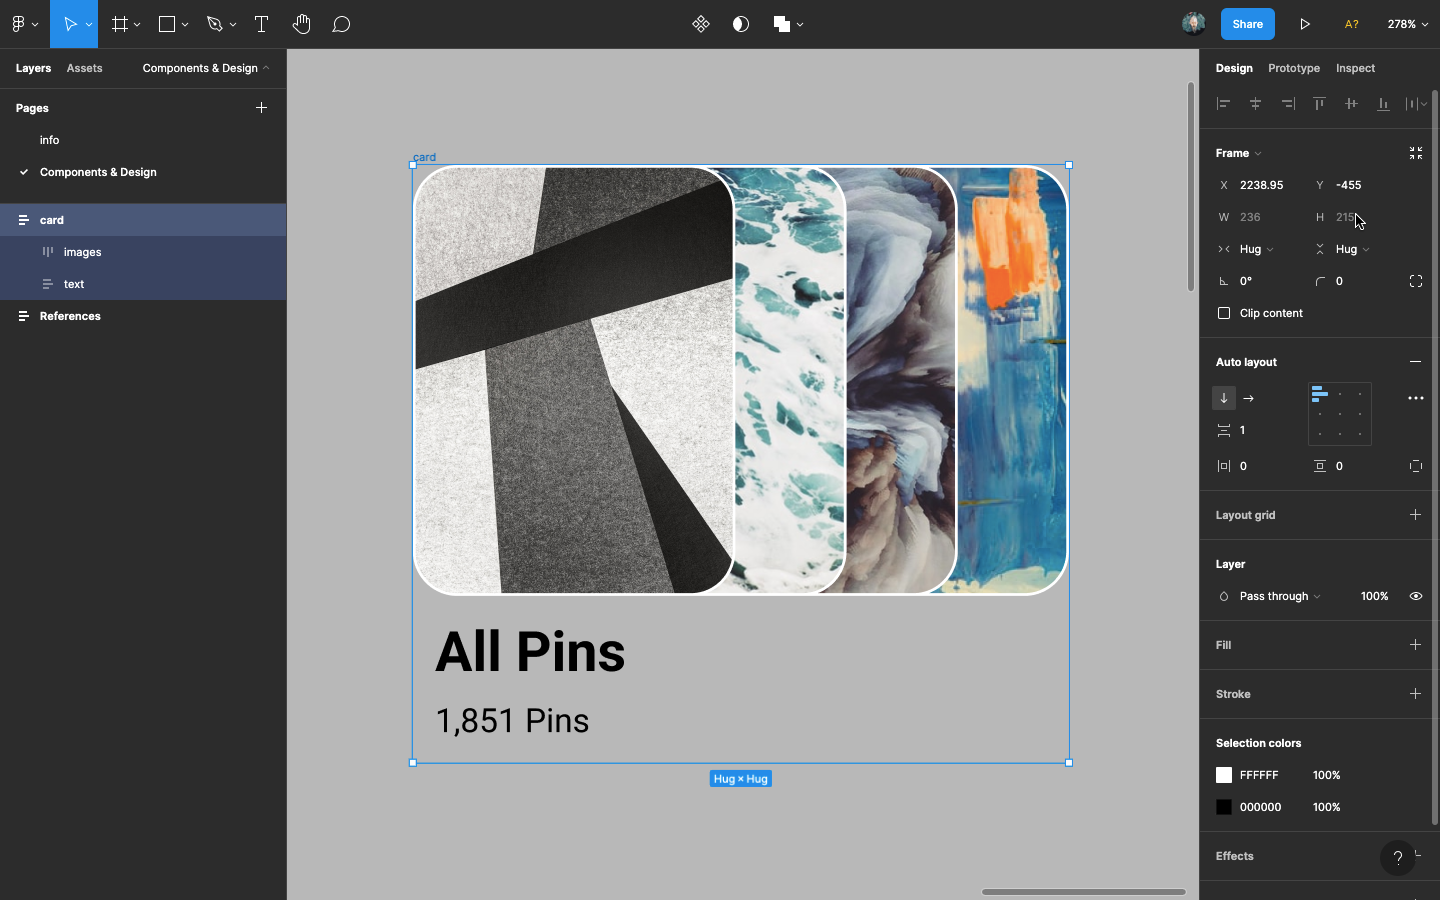 Share
A?
278%
Layers
Assets
Components & Design
Pages
info
Components & Design
card
images
text
References
card
All Pins
1,851 Pins
Hug × Hug
Design
Prototype
Inspect
Frame
X 2238.95 Y -455
W 236 H 215
Hug Hug
0° 0
Clip content
Auto layout
1
0 0
Layout grid
Layer
Pass through 100%
Fill
Stroke
Selection colors
FFFFFF 100%
000000 100%
Effects
?